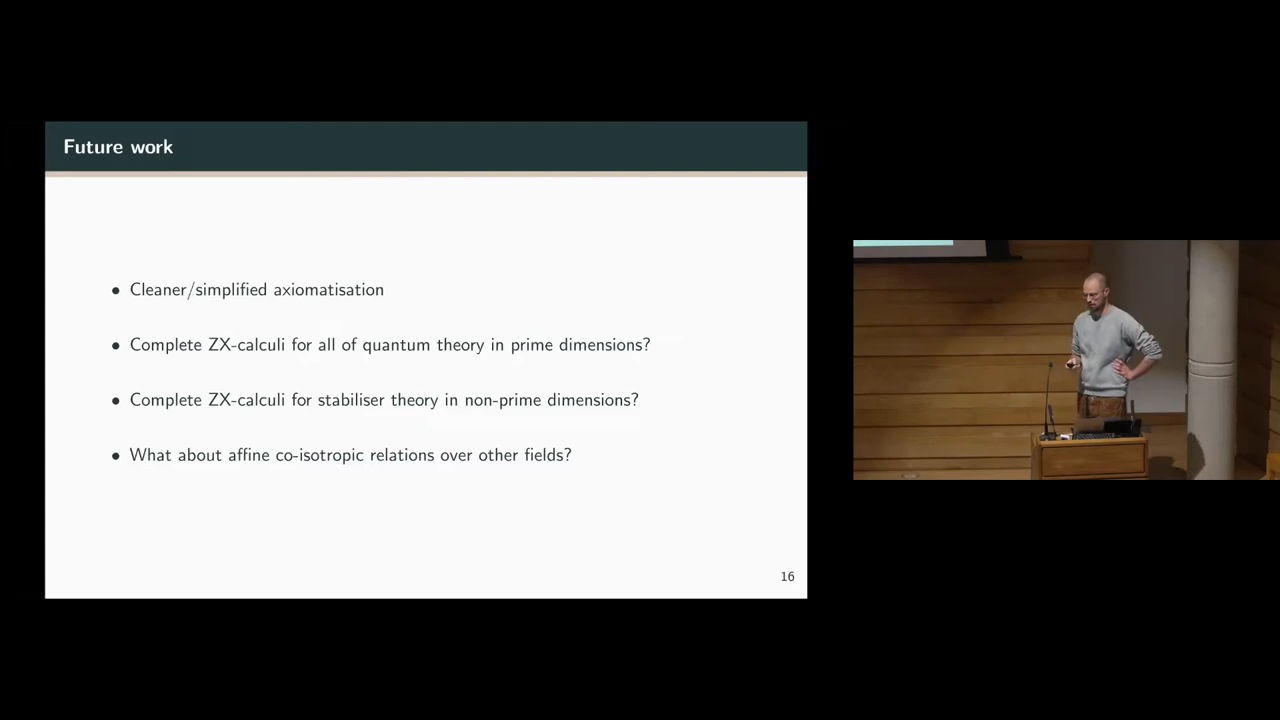 Future work
• Cleaner/simplified axiomatisation
• Complete ZX-calculi for all of quantum theory in prime dimensions?
• Complete ZX-calculi for stabiliser theory in non-prime dimensions?
• What about affine co-isotropic relations over other fields?
16